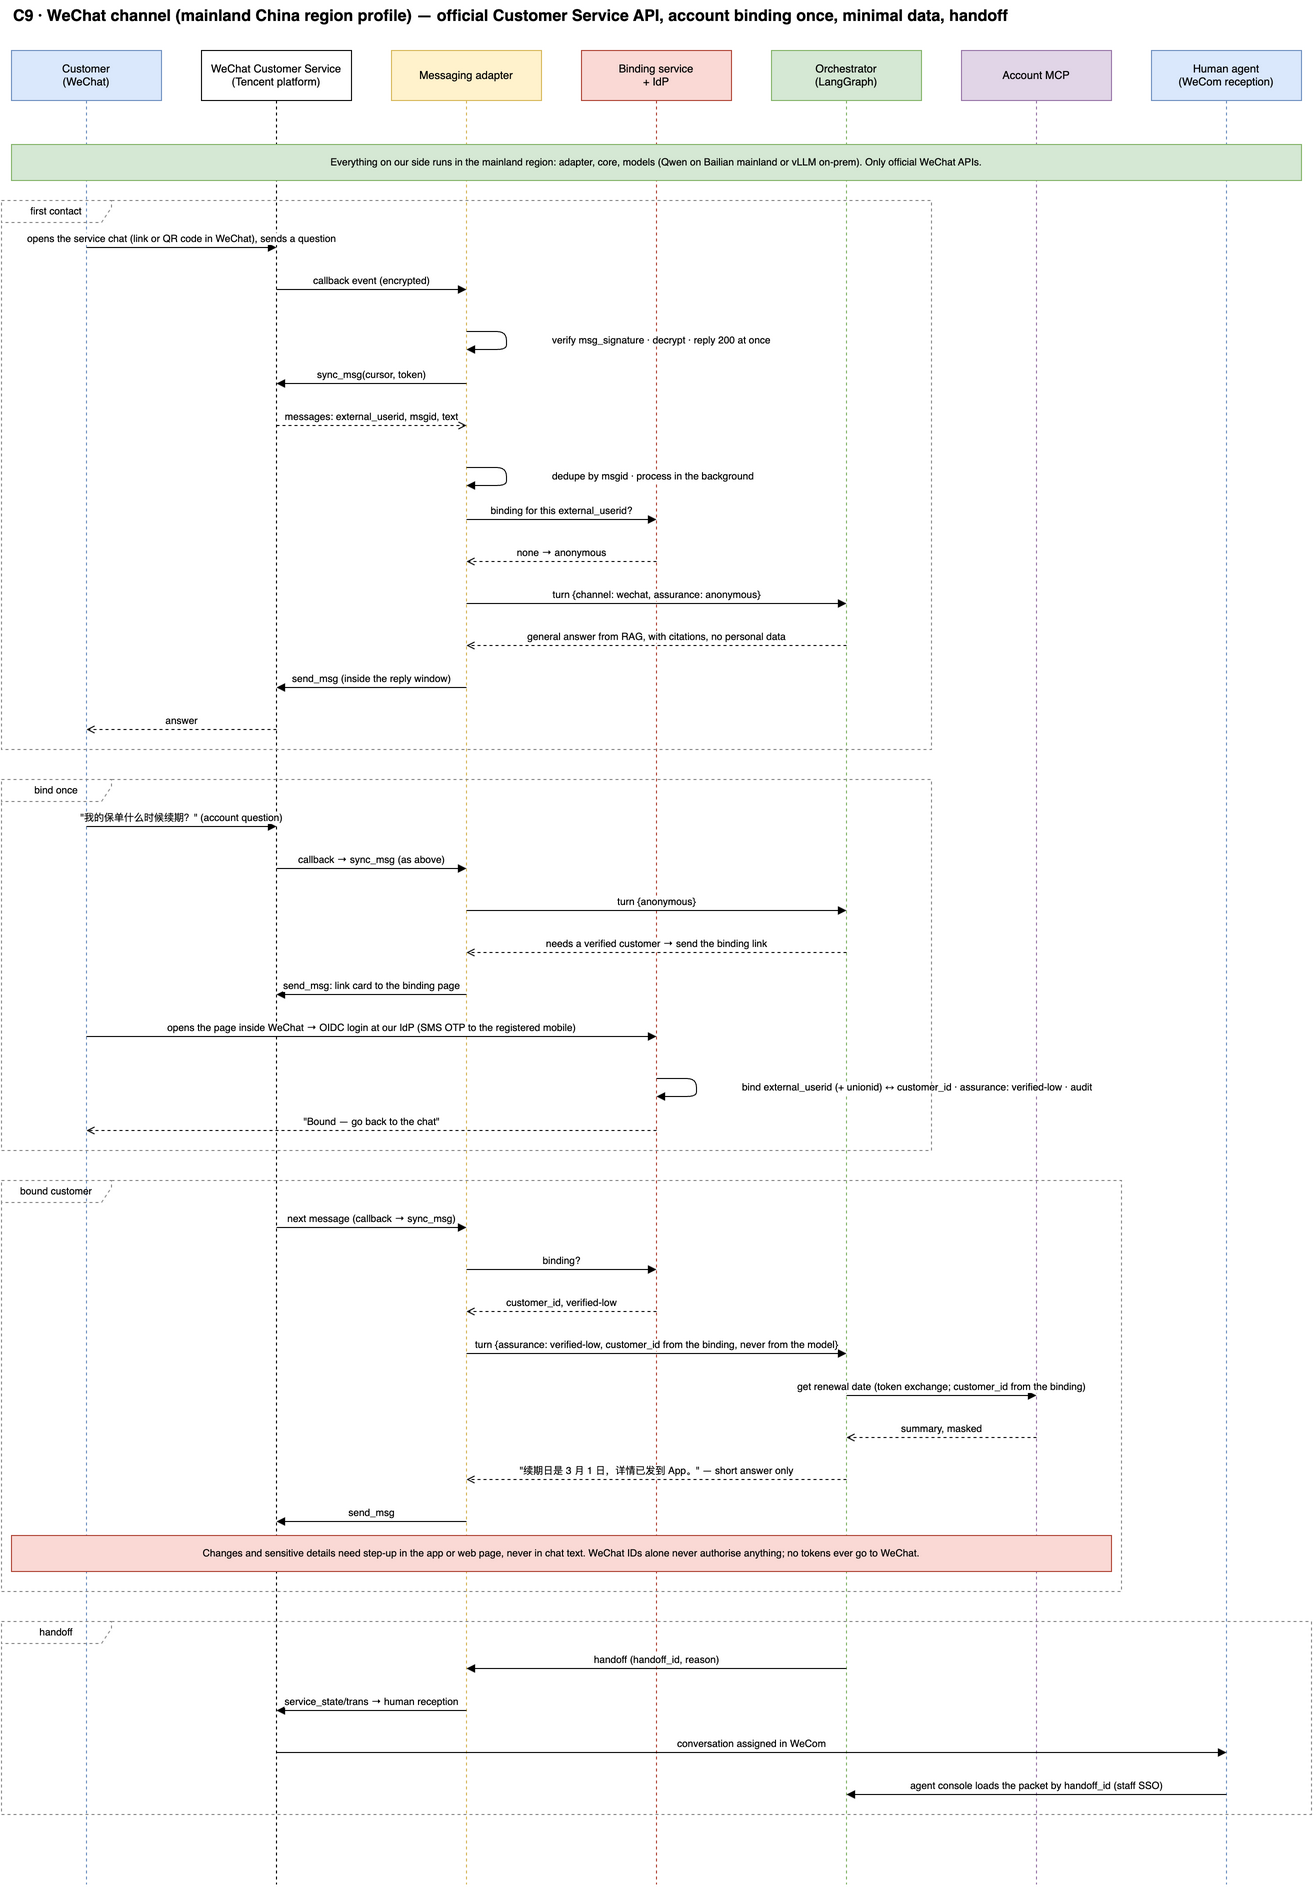 C9 · WeChat channel (mainland China region profile) — official Customer Service API, account binding once, minimal data, handoff
Customer
(WeChat)
WeChat Customer Service
(Tencent platform)
Messaging adapter
Binding service
+ IdP
Orchestrator
(LangGraph)
Account MCP
Human agent
(WeCom reception)
Everything on our side runs in the mainland region: adapter, core, models (Qwen on Bailian mainland or vLLM on-prem). Only official WeChat APIs.
first contact
opens the service chat (link or QR code in WeChat), sends a question
callback event (encrypted)
verify msg_signature · decrypt · reply 200 at once
sync_msg(cursor, token)
messages: external_userid, msgid, text
dedupe by msgid · process in the background
binding for this external_userid?
none → anonymous
turn {channel: wechat, assurance: anonymous}
general answer from RAG, with citations, no personal data
send_msg (inside the reply window)
answer
bind once
"我的保单什么时候续期？" (account question)
callback → sync_msg (as above)
turn {anonymous}
needs a verified customer → send the binding link
send_msg: link card to the binding page
opens the page inside WeChat → OIDC login at our IdP (SMS OTP to the registered mobile)
bind external_userid (+ unionid) ↔ customer_id · assurance: verified-low · audit
"Bound — go back to the chat"
bound customer
next message (callback → sync_msg)
binding?
customer_id, verified-low
turn {assurance: verified-low, customer_id from the binding, never from the model}
get renewal date (token exchange; customer_id from the binding)
summary, masked
"续期日是 3 月 1 日，详情已发到 App。" — short answer only
send_msg
Changes and sensitive details need step-up in the app or web page, never in chat text. WeChat IDs alone never authorise anything; no tokens ever go to WeChat.
handoff
handoff (handoff_id, reason)
service_state/trans → human reception
conversation assigned in WeCom
agent console loads the packet by handoff_id (staff SSO)